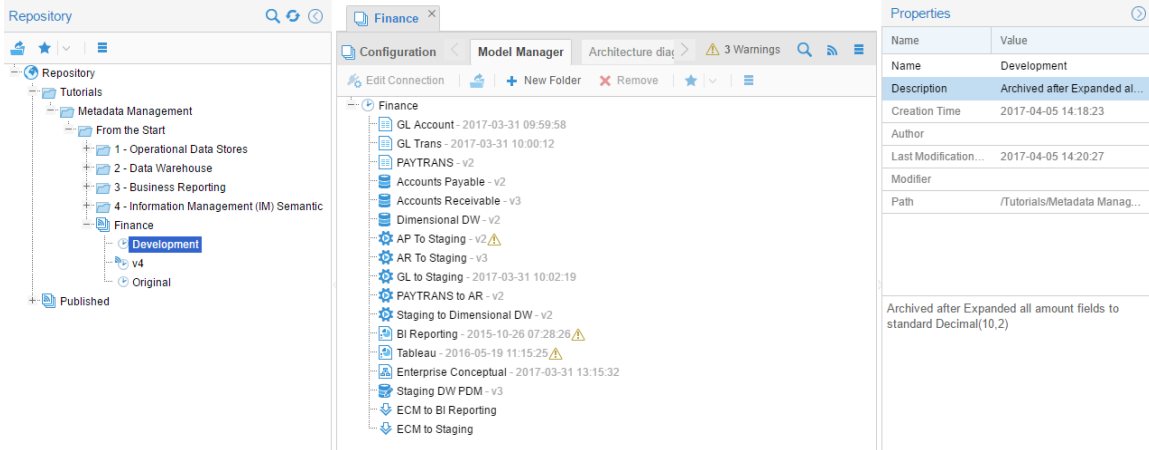 Repository
Repository
Tutorials
Metadata Management
From the Start
1 - Operational Data Stores
2 - Data Warehouse
3 - Business Reporting
4 - Information Management (IM) Semantic
Finance
Development
v4
Original
Published
Finance
Configuration Model Manager Architecture diag 3 Warnings
Edit Connection New Folder Remove
Finance
GL Account - 2017-03-31 09:59:58
GL Trans - 2017-03-31 10:00:12
PAYTRANS - v2
Accounts Payable - v2
Accounts Receivable - v3
Dimensional DW - v2
AP To Staging - v2
AR To Staging - v3
GL to Staging - 2017-03-31 10:02:19
PAYTRANS to AR - v2
Staging to Dimensional DW - v2
BI Reporting - 2015-10-26 07:28:26
Tableau - 2016-05-19 11:15:25
Enterprise Conceptual - 2017-03-31 13:15:32
Staging DW PDM - v3
ECM to BI Reporting
ECM to Staging
Properties
Name Value
Name Development
Description Archived after Expanded al...
Creation Time 2017-04-05 14:18:23
Author
Last Modification... 2017-04-05 14:20:27
Modifier
Path /Tutorials/Metadata Manag...
Archived after Expanded all amount fields to
standard Decimal(10,2)